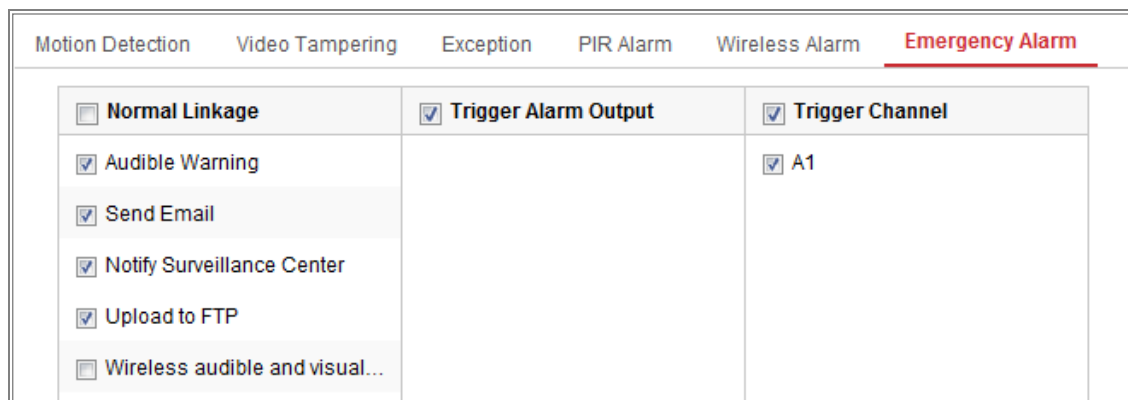 Motion Detection Video Tampering Exception PIR Alarm Wireless Alarm Emergency Alarm
Normal Linkage Trigger Alarm Output Trigger Channel
Audible Warning A1
Send Email
Notify Surveillance Center
Upload to FTP
Wireless audible and visual...